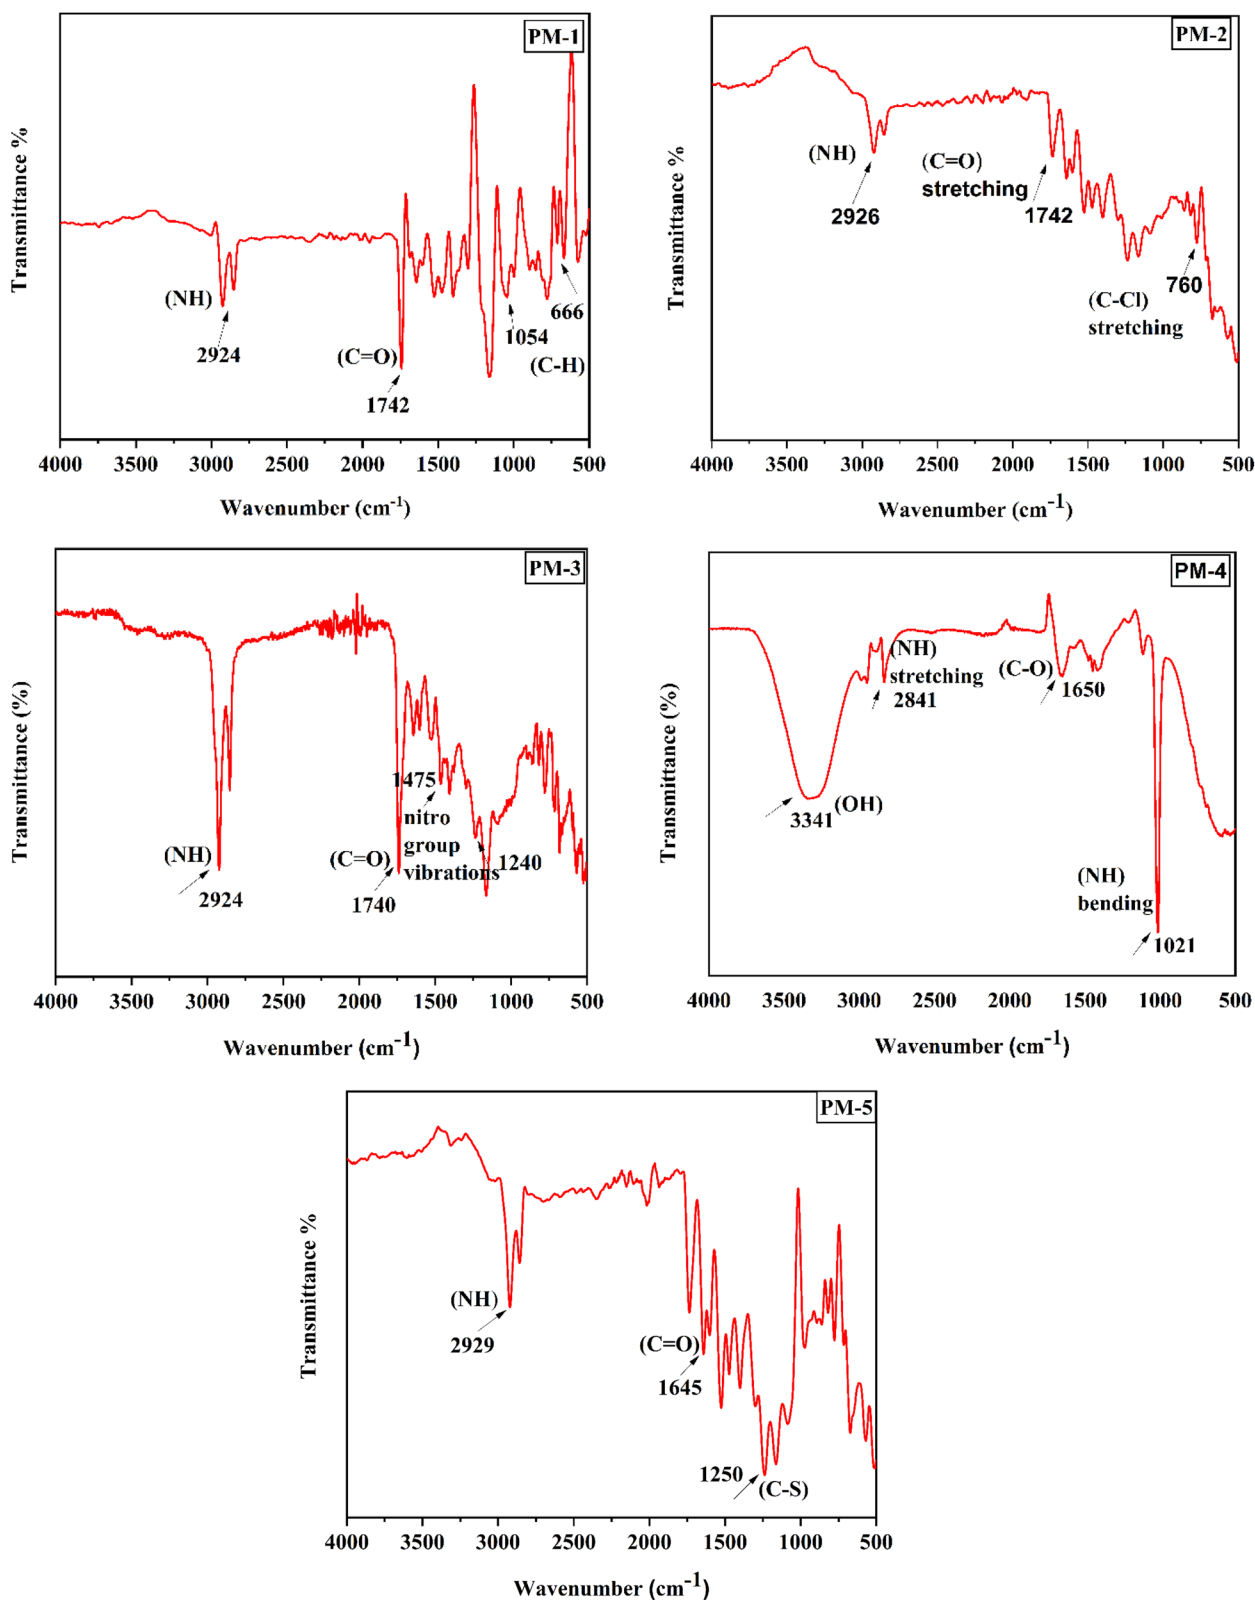 PM-1
Transmittance %
(NH)
2924
(C=O)
1742
1054
666
(C-H)
4000 3500 3000 2500 2000 1500 1000 500
Wavenumber (cm-1)
PM-2
Transmittance %
(NH)
2926
(C=O)
stretching
1742
(C-Cl)
stretching
760
4000 3500 3000 2500 2000 1500 1000 500
Wavenumber (cm-1)
PM-3
Transmittance (%)
(NH)
2924
(C=O)
1740
1475
nitro
group
vibrations
1240
4000 3500 3000 2500 2000 1500 1000 500
Wavenumber (cm-1)
PM-4
Transmittance (%)
3341
(OH)
(NH)
stretching
2841
(C-O)
1650
(NH)
bending
1021
4000 3500 3000 2500 2000 1500 1000 500
Wavenumber (cm-1)
PM-5
Transmittance %
(NH)
2929
(C=O)
1645
1250
(C-S)
4000 3500 3000 2500 2000 1500 1000 500
Wavenumber (cm-1)